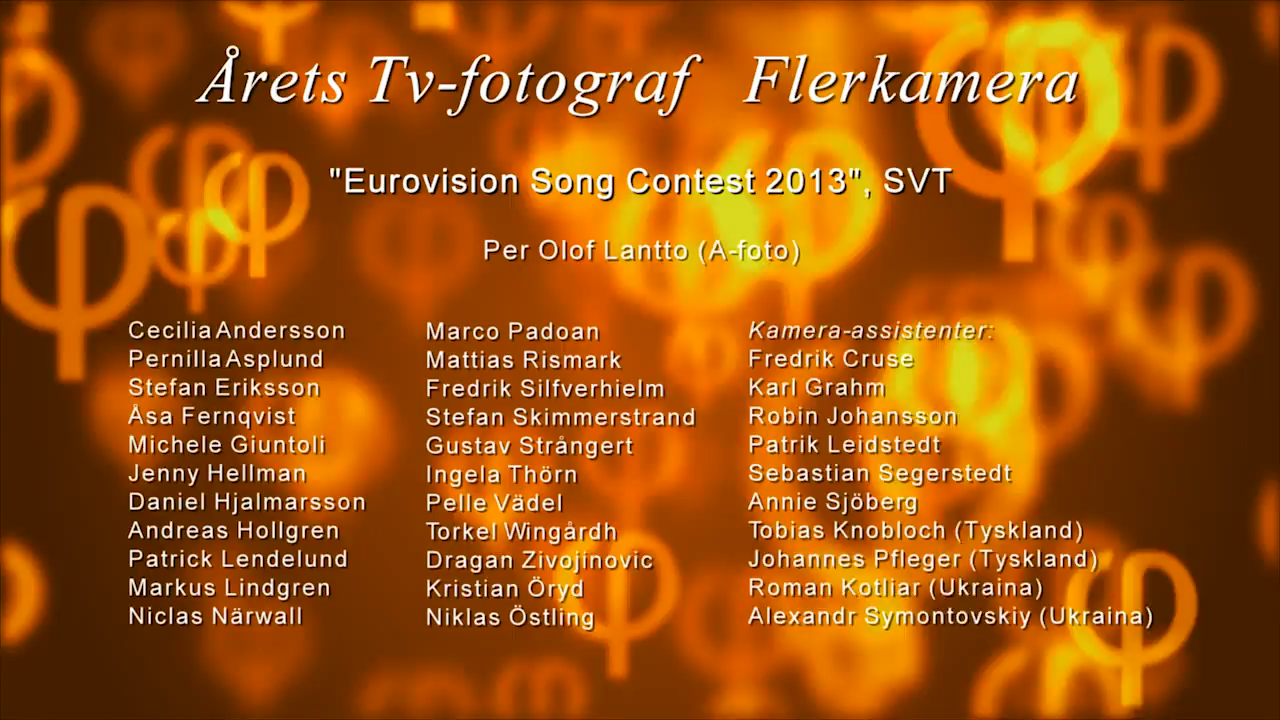 Årets Tv-fotograf Flerkamera
"Eurovision Song Contest 2013", SVT
Per Olof Lantto (A-foto)
Cecilia Andersson
Pernilla Asplund
Stefan Eriksson
Åsa Fernqvist
Michele Giuntoli
Jenny Hellman
Daniel Hjalmarsson
Andreas Hollgren
Patrick Lendelund
Markus Lindgren
Niclas Närwall
Marco Padoan
Mattias Rismark
Fredrik Silfverhielm
Stefan Skimmerstrand
Gustav Strångert
Ingela Thörn
Pelle Vädel
Torkel Wingårdh
Dragan Zivojinovic
Kristian Öryd
Niklas Östling
Kamera-assistenter:
Fredrik Cruse
Karl Grahm
Robin Johansson
Patrik Leidstedt
Sebastian Segerstedt
Annie Sjöberg
Tobias Knobloch (Tyskland)
Johannes Pfleger (Tyskland)
Roman Kotliar (Ukraina)
Alexandr Symontovskiy (Ukraina)